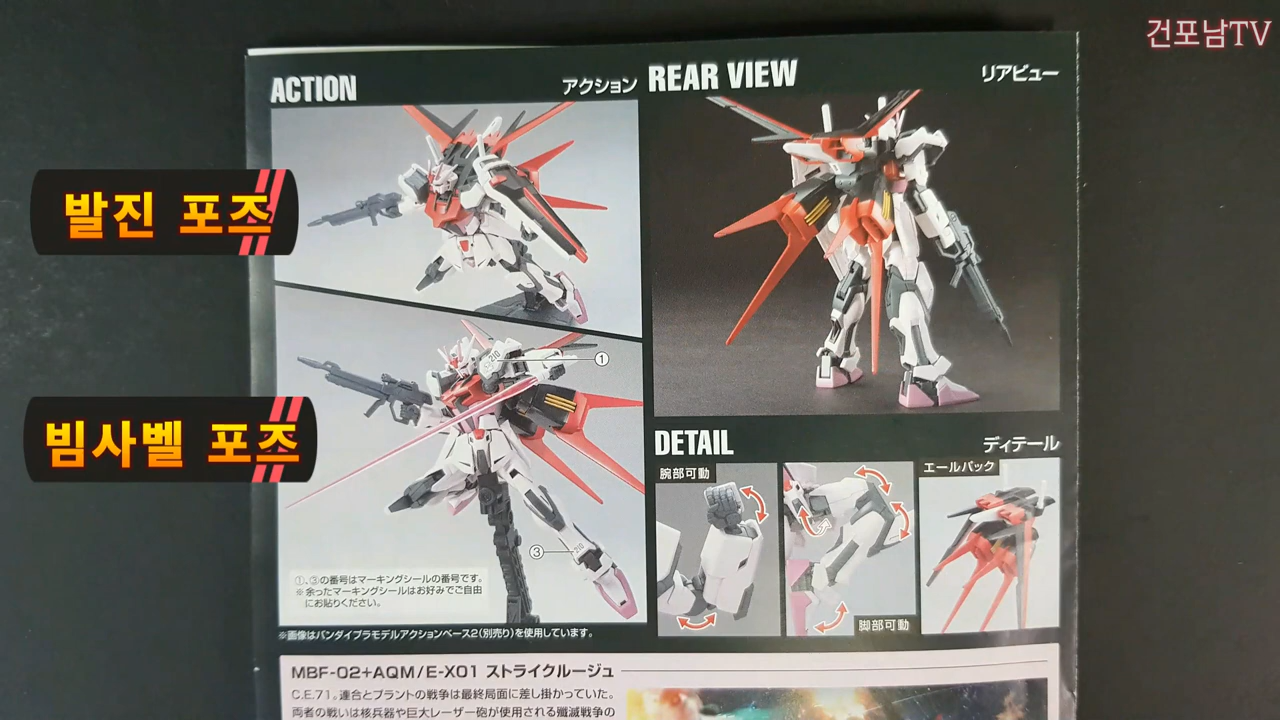 건포남TV
ACTION
アクション
REAR VIEW
リアビュー
발진 포즈
빔사벨 포즈
210
①
③
210
①、③の番号はマーキングシールの番号です。
※余ったマーキングシールはお好みでご自由
にお貼りください。
※画像はバンダイプラモデルアクションベース2(別売り)を使用しています。
DETAIL
ディテール
腕部可動
脚部可動
エールパック
MBF-02+AQM/E-X01 ストライクルージュ
C.E.71。連合とプラントの戦争は最終局面に差し掛かっていた。
両者の戦いは核兵器や巨大レーザー砲が使用される殲滅戦争の